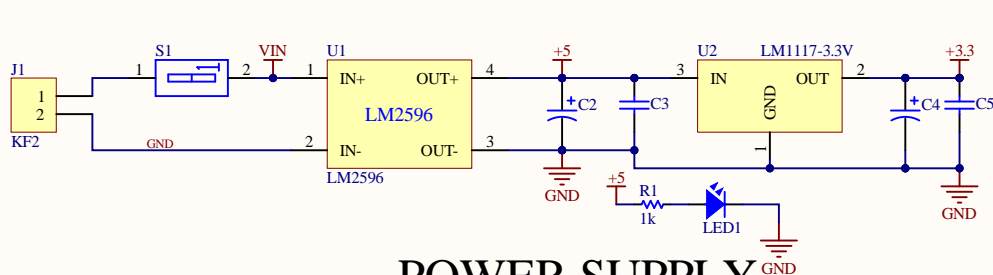 S1
VIN
U1
+5
U2
LM1117-3.3V
+3.3
J1
1
2
1
IN+
OUT+
4
3
IN
OUT
2
1
2
KF2
LM2596
C2
C3
GND
C4
C5
GND
2
IN-
OUT-
3
1
LM2596
GND
+5
R1
1k
LED1
GND
GND
POWER SUPPLY